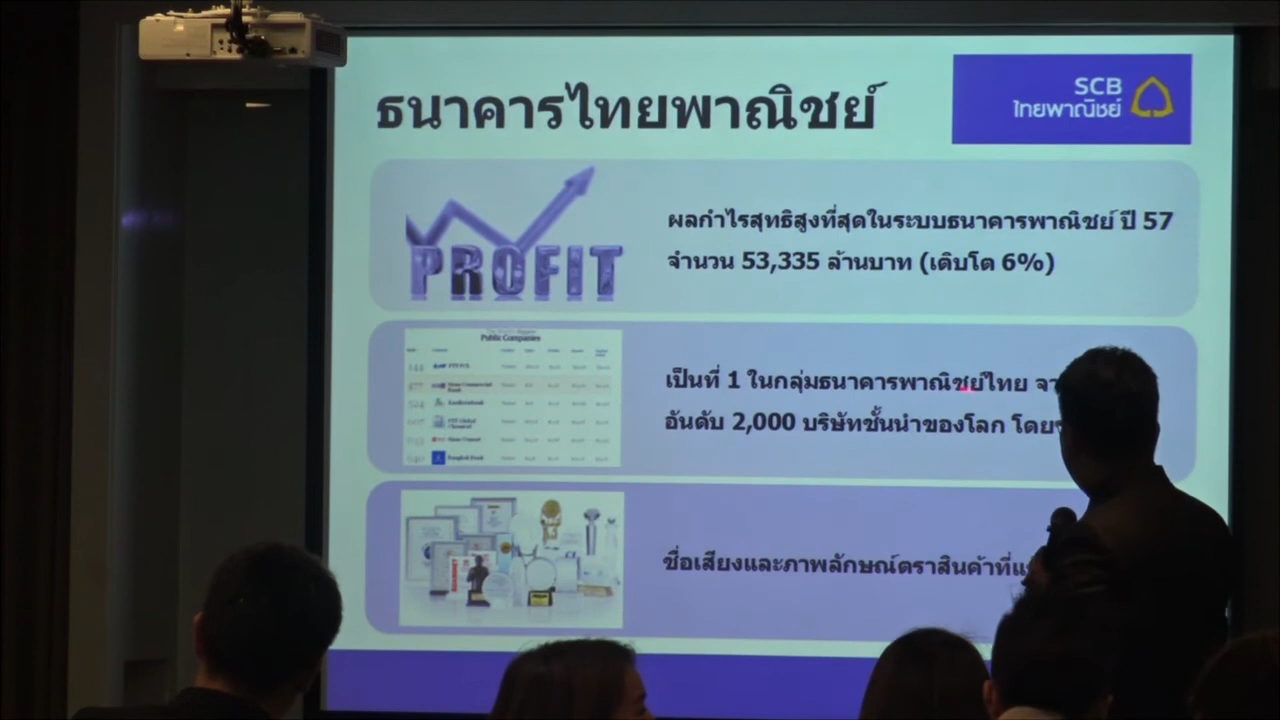 ธนาคารไทยพาณิชย์
SCB
ไทยพาณิชย์
PROFIT
ผลกำไรสุทธิสูงที่สุดในระบบธนาคารพาณิชย์ ปี 57
จำนวน 53,335 ล้านบาท (เติบโต 6%)
Public Companies
เป็นที่ 1 ในกลุ่มธนาคารพาณิชย์ไทย
อันดับ 2,000 บริษัทชั้นนำของโลก
ชื่อเสียงและภาพลักษณ์ตราสินค้าที่